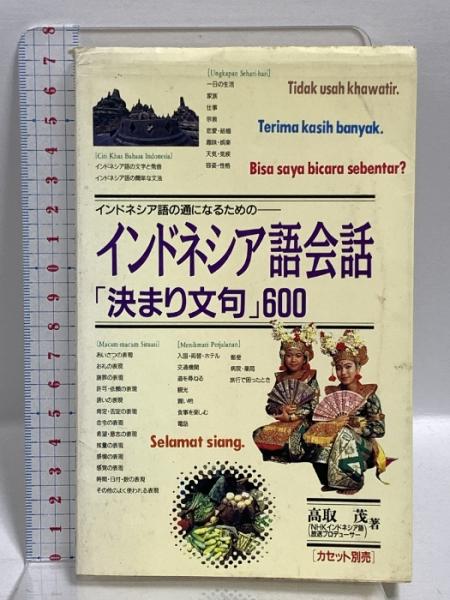 [Ungkapan Sehari-hari]
一日の生活
家族
仕事
宗教
恋愛・結婚
趣味・娯楽
天気・気候
容姿・性格
Tidak usah khawatir.
Terima kasih banyak.
Bisa saya bicara sebentar?
[Ciri Khas Bahasa Indonesia]
インドネシア語の文字と発音
インドネシア語の簡単な文法
インドネシア語の通になるための──
インドネシア語会話
「決まり文句」600
[Macam-macam Situasi]
あいさつの表現
お礼の表現
謝罪の表現
許可・依頼の表現
誘いの表現
肯定・否定の表現
命令の表現
希望・意志の表現
推量の表現
感情の表現
感覚の表現
時間・日付・数の表現
その他のよく使われる表現
[Menikmati Perjalanan]
入国・両替・ホテル
交通機関
道を尋ねる
観光
買い物
食事を楽しむ
電話
郵便
病院・薬局
旅行で困ったとき
Selamat siang.
高取 茂 著
(NHKインドネシア語
放送プロデューサー)
[カセット別売]